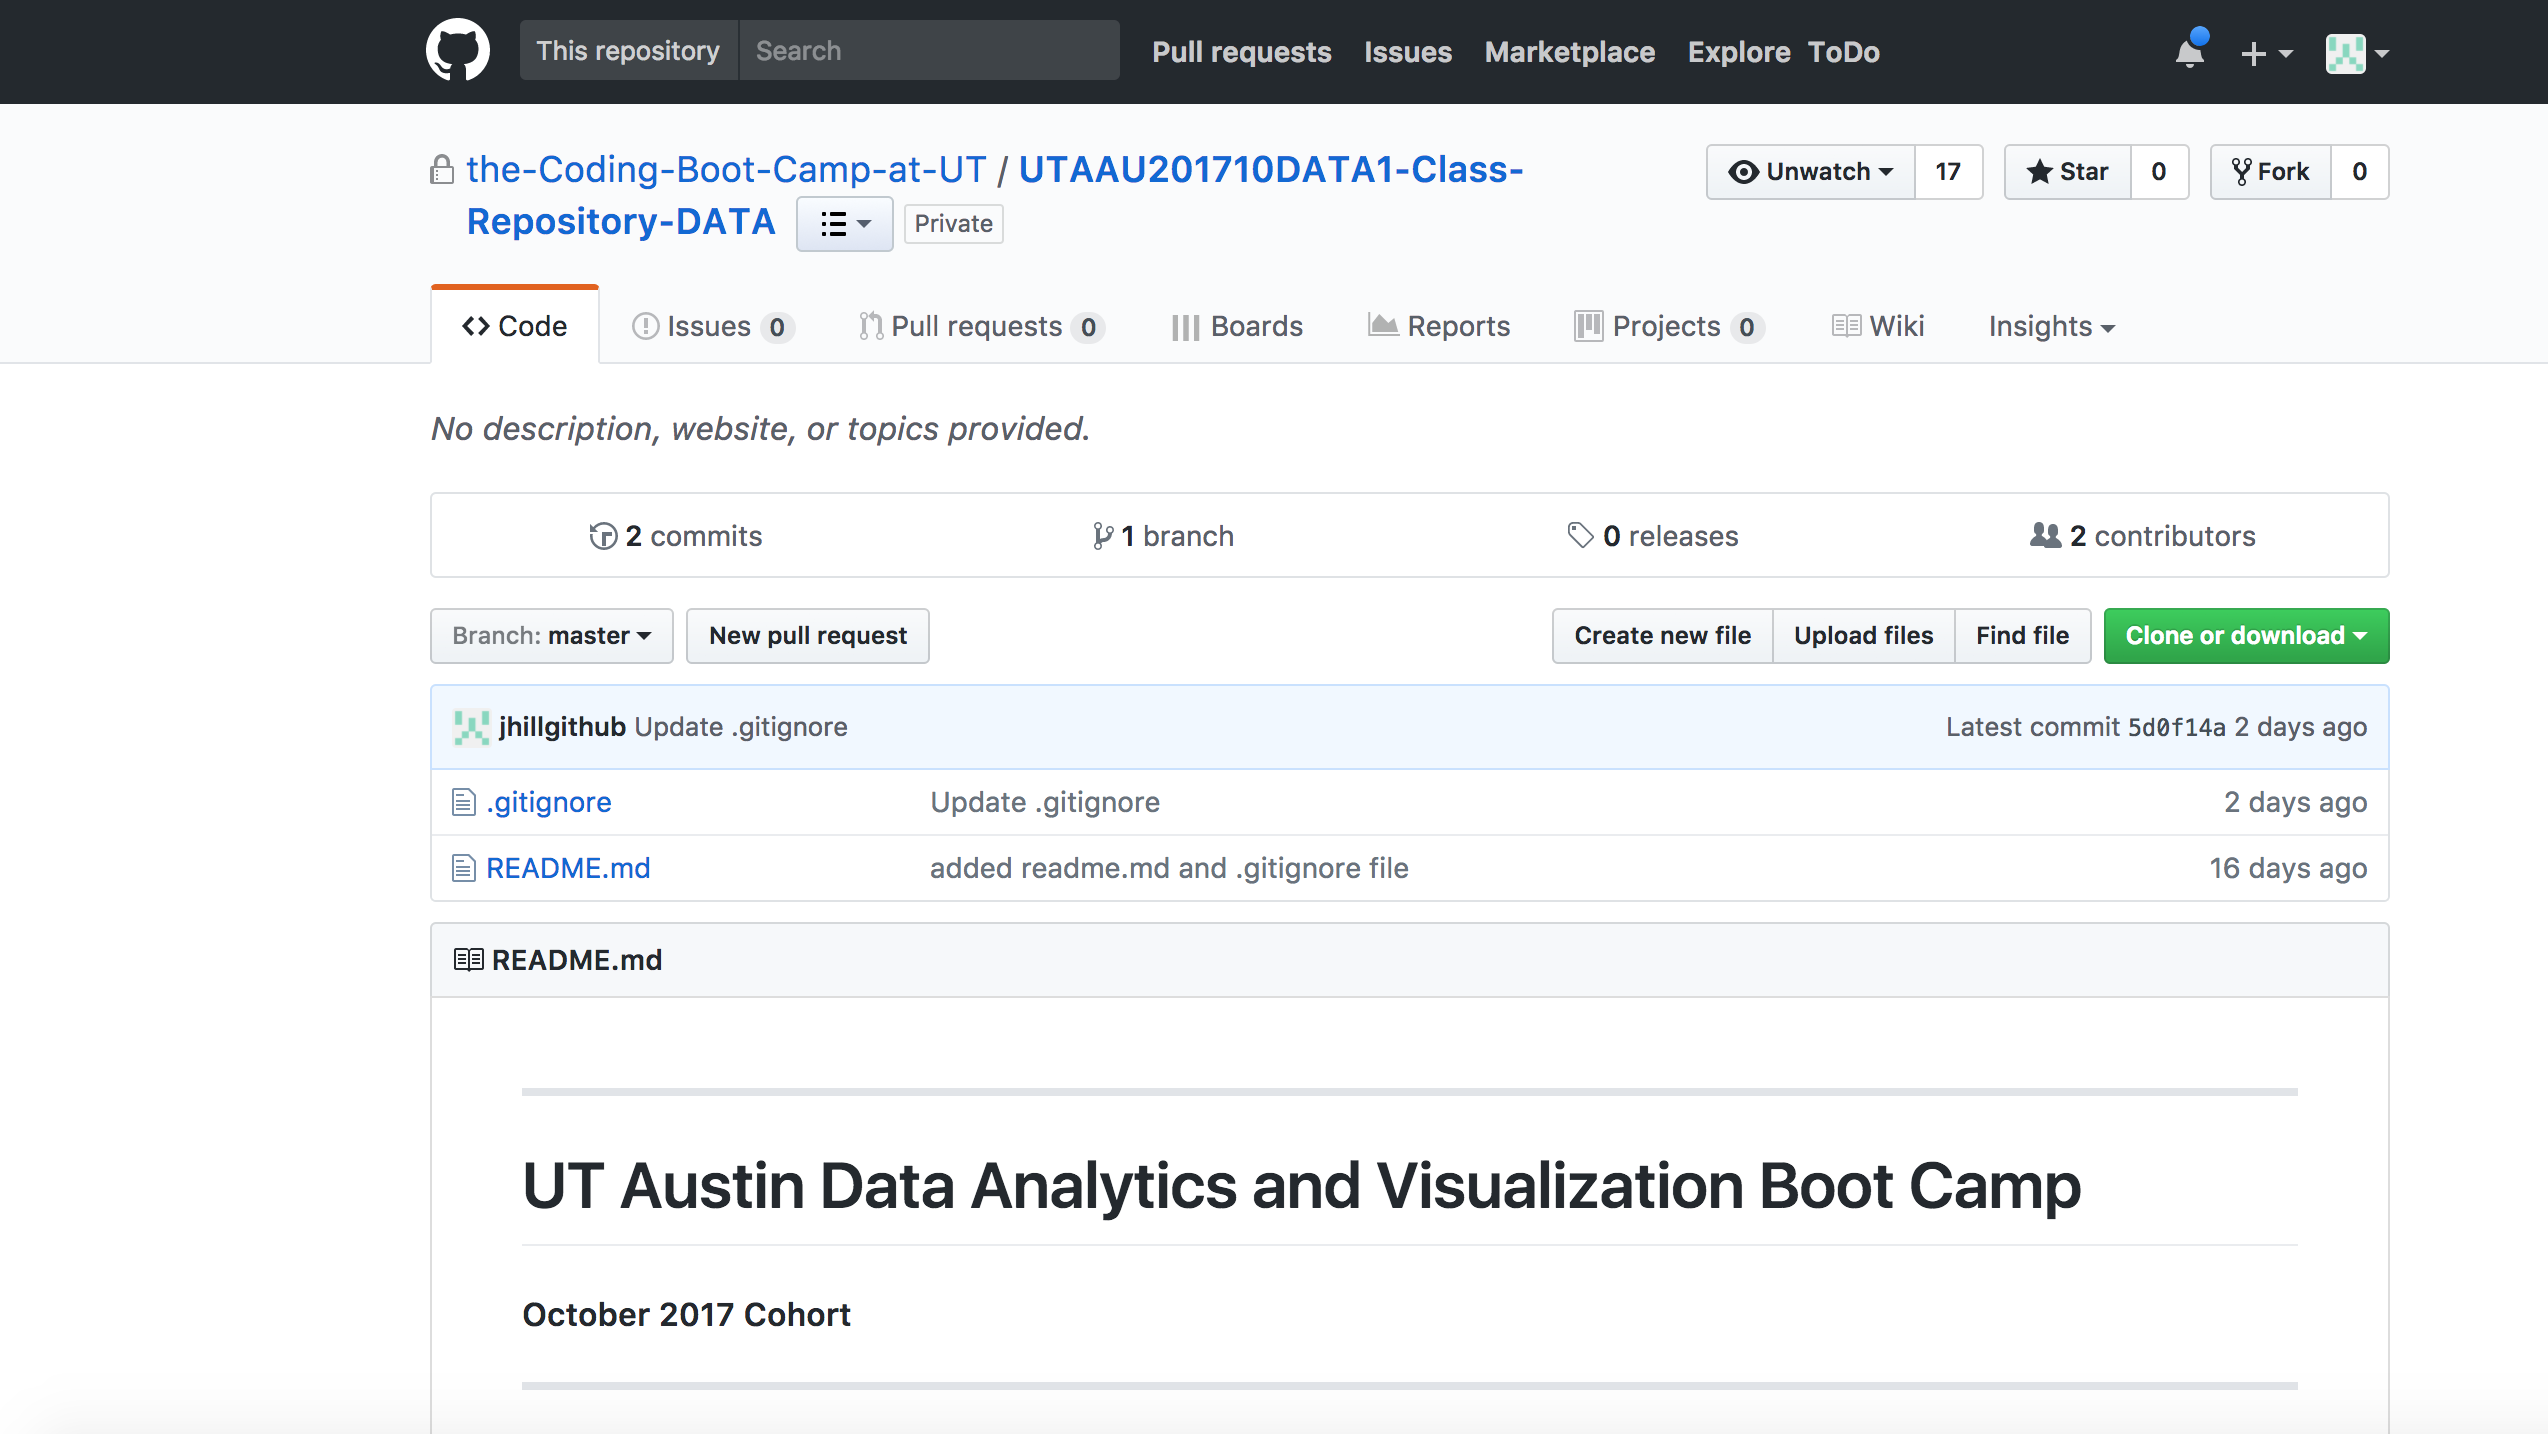 This repository Search Pull requests Issues Marketplace Explore ToDo
the-Coding-Boot-Camp-at-UT / UTAAU201710DATA1-Class-
Repository-DATA Private
Unwatch 17 Star 0 Fork 0
Code Issues 0 Pull requests 0 Boards Reports Projects 0 Wiki Insights
No description, website, or topics provided.
2 commits 1 branch 0 releases 2 contributors
Branch: master New pull request Create new file Upload files Find file Clone or download
jhillgithub Update .gitignore Latest commit 5d0f14a 2 days ago
.gitignore Update .gitignore 2 days ago
README.md added readme.md and .gitignore file 16 days ago
README.md
UT Austin Data Analytics and Visualization Boot Camp
October 2017 Cohort